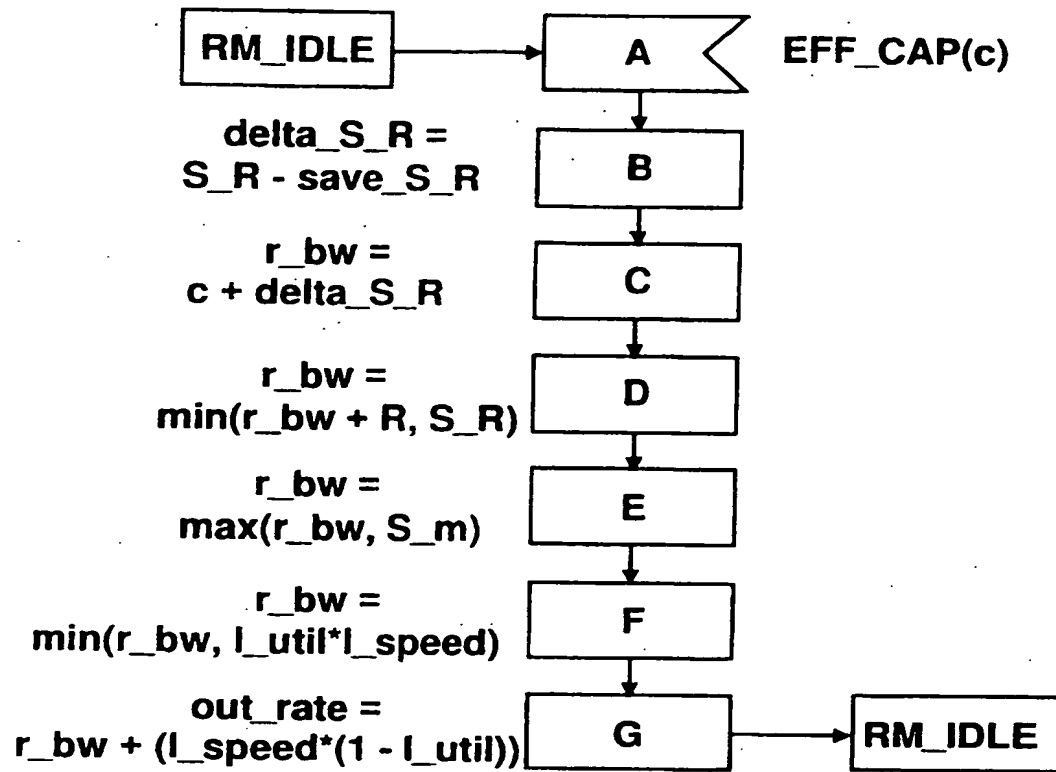 RM_IDLE
A
EFF_CAP(c)
delta_S_R =
S_R - save_S_R
B
r_bw =
c + delta_S_R
C
r_bw =
min(r_bw + R, S_R)
D
r_bw =
max(r_bw, S_m)
E
r_bw =
min(r_bw, l_util*l_speed)
F
out_rate =
r_bw + (l_speed*(1 - l_util))
G
RM_IDLE